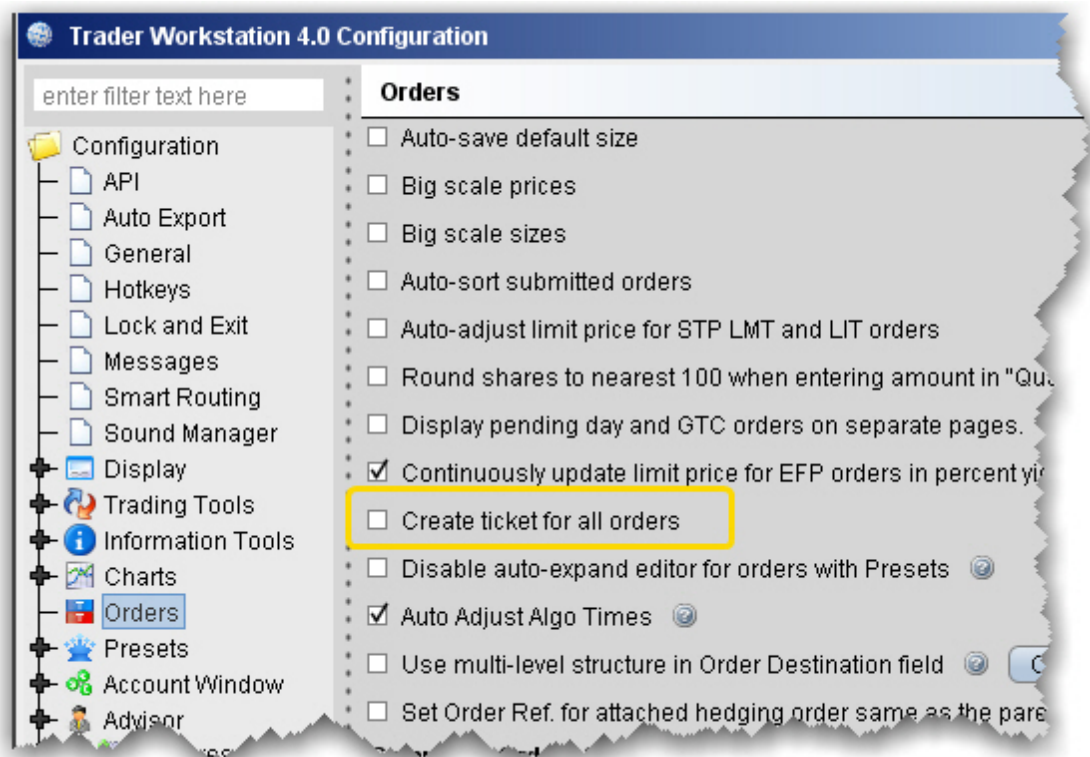 Trader Workstation 4.0 Configuration
enter filter text here
Configuration
API
Auto Export
General
Hotkeys
Lock and Exit
Messages
Smart Routing
Sound Manager
Display
Trading Tools
Information Tools
Charts
Orders
Presets
Account Window
Advisor
Orders
Auto-save default size
Big scale prices
Big scale sizes
Auto-sort submitted orders
Auto-adjust limit price for STP LMT and LIT orders
Round shares to nearest 100 when entering amount in "Qua
Display pending day and GTC orders on separate pages.
Continuously update limit price for EFP orders in percent yie
Create ticket for all orders
Disable auto-expand editor for orders with Presets
Auto Adjust Algo Times
Use multi-level structure in Order Destination field
Set Order Ref. for attached hedging order same as the pare